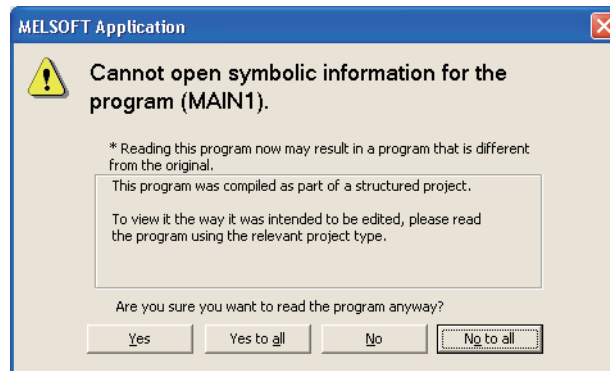 MELSOFT Application
Cannot open symbolic information for the
program (MAIN1).
* Reading this program now may result in a program that is different
from the original.
This program was compiled as part of a structured project.
To view it the way it was intended to be edited, please read
the program using the relevant project type.
Are you sure you want to read the program anyway?
Yes Yes to all No No to all